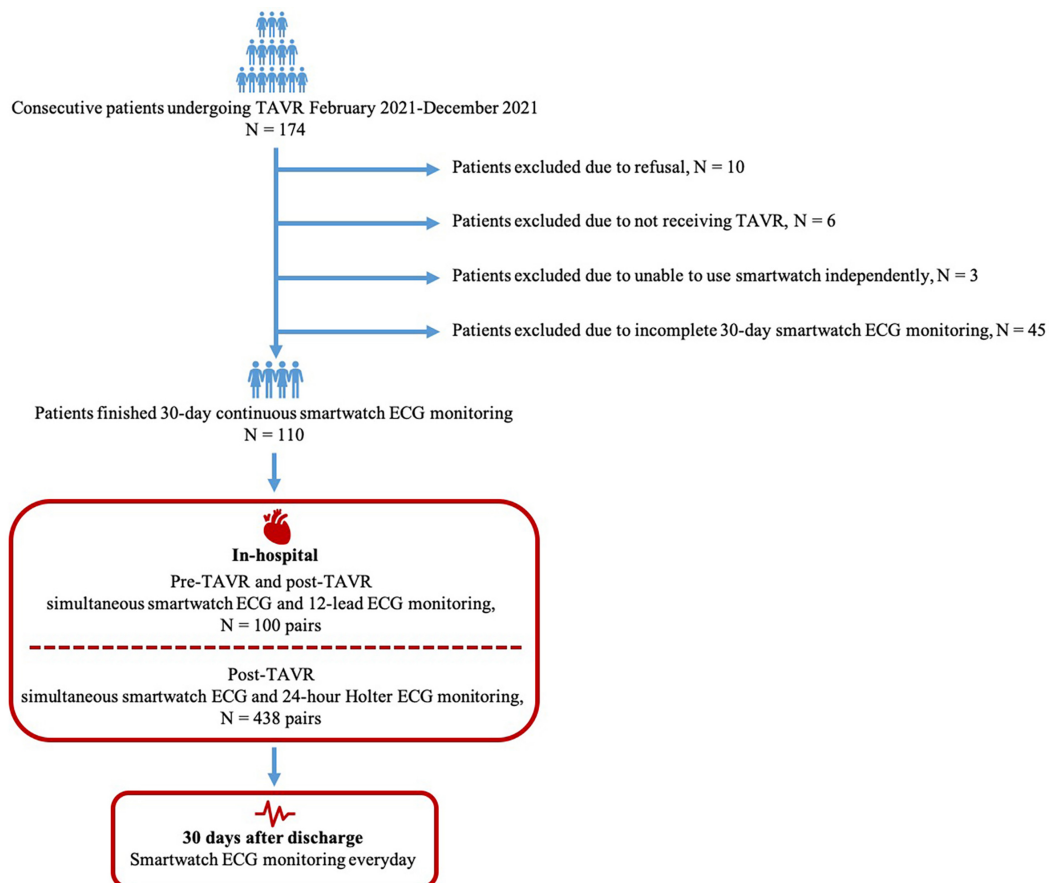 Consecutive patients undergoing TAVR February 2021-December 2021
N = 174
Patients excluded due to refusal, N = 10
Patients excluded due to not receiving TAVR, N = 6
Patients excluded due to unable to use smartwatch independently, N = 3
Patients excluded due to incomplete 30-day smartwatch ECG monitoring, N = 45
Patients finished 30-day continuous smartwatch ECG monitoring
N = 110
In-hospital
Pre-TAVR and post-TAVR
simultaneous smartwatch ECG and 12-lead ECG monitoring,
N = 100 pairs
Post-TAVR
simultaneous smartwatch ECG and 24-hour Holter ECG monitoring,
N = 438 pairs
30 days after discharge
Smartwatch ECG monitoring everyday